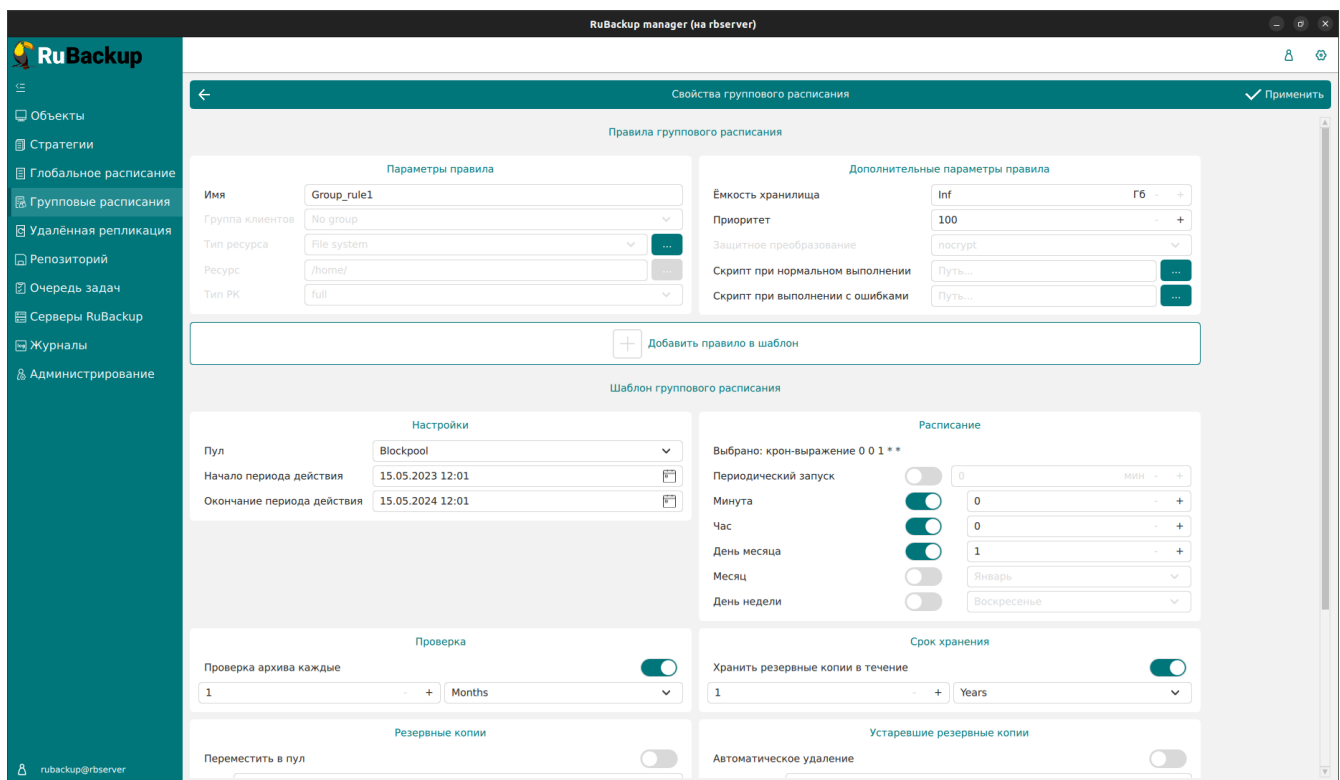 RuBackup manager (на rbserver)
RuBackup
Объекты
Стратегии
Глобальное расписание
Групповые расписания
Удалённая репликация
Репозиторий
Очередь задач
Серверы RuBackup
Журналы
Администрирование
rubackup@rbserver
Свойства группового расписания
Применить
Правила группового расписания
Параметры правила
Имя Group_rule1
Группа клиентов No group
Тип ресурса File system ...
Ресурс /home/ ...
Тип РК full
Дополнительные параметры правила
Ёмкость хранилища Inf Гб - +
Приоритет 100 - +
Защитное преобразование nocrypt
Скрипт при нормальном выполнении Путь... ...
Скрипт при выполнении с ошибками Путь... ...
Добавить правило в шаблон
Шаблон группового расписания
Настройки
Пул Blockpool
Начало периода действия 15.05.2023 12:01
Окончание периода действия 15.05.2024 12:01
Расписание
Выбрано: крон-выражение 0 0 1 * *
Периодический запуск 0 мин - +
Минута 0 - +
Час 0 - +
День месяца 1 - +
Месяц Январь
День недели Воскресенье
Проверка
Проверка архива каждые
1 - + Months
Срок хранения
Хранить резервные копии в течение
1 - + Years
Резервные копии
Переместить в пул
Устаревшие резервные копии
Автоматическое удаление